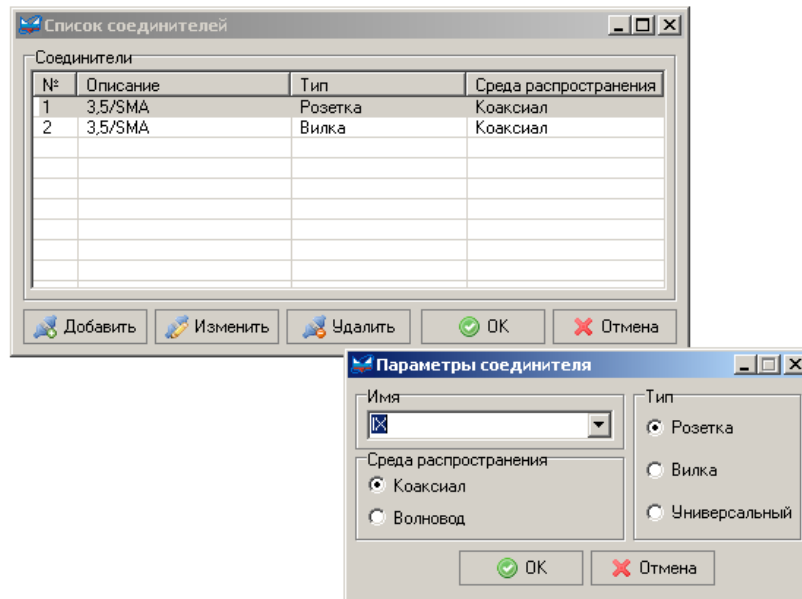 Список соединителей
Соединители
№ Описание Тип Среда распространения
1 3,5/SMA Розетка Коаксиал
2 3,5/SMA Вилка Коаксиал
Добавить Изменить Удалить OK Отмена
Параметры соединителя
Имя
IX
Среда распространения
Коаксиал
Волновод
Тип
Розетка
Вилка
Универсальный
OK Отмена